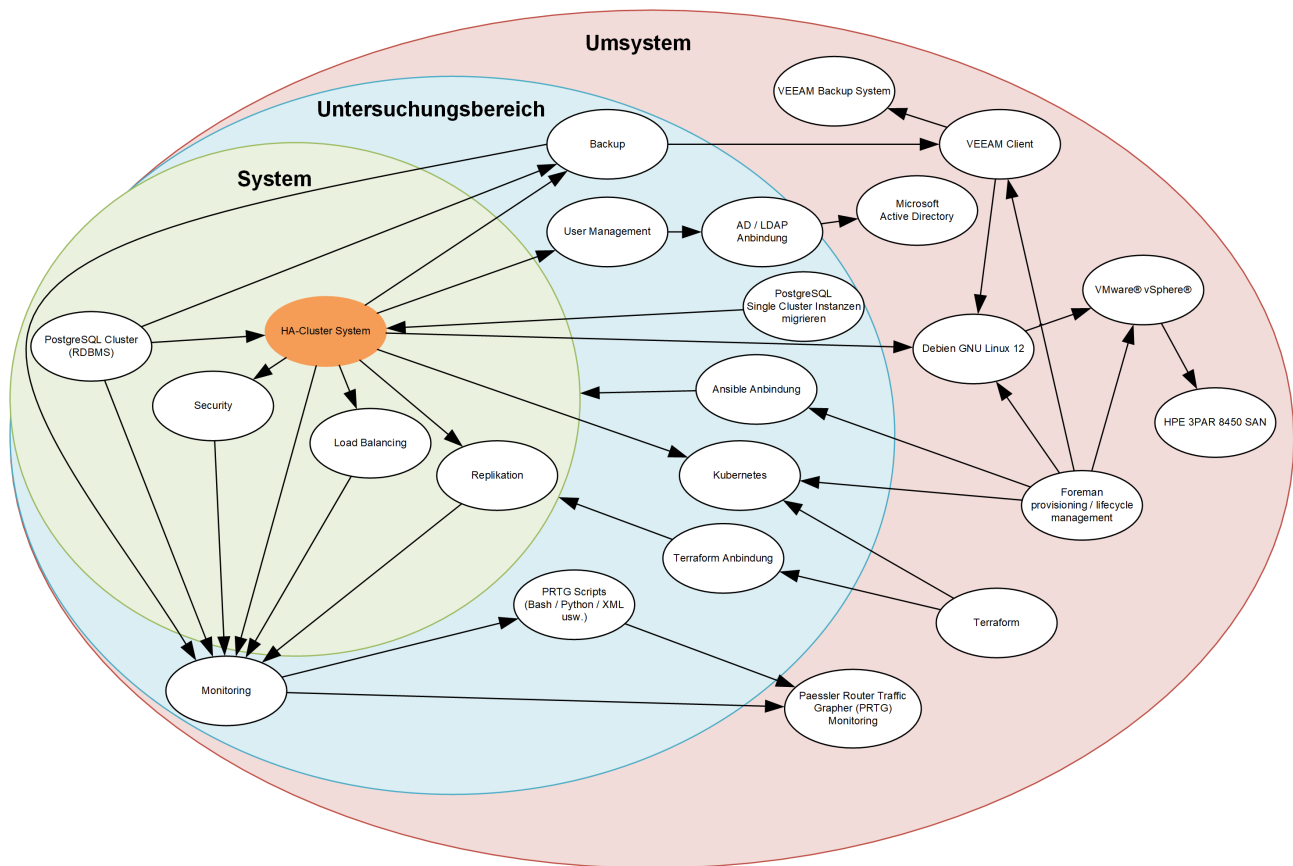 Umsystem
VEEAM Backup System
Untersuchungsbereich
Backup
VEEAM Client
System
Microsoft
Active Directory
User Management
AD / LDAP
Anbindung
VMware® vSphere®
PostgreSQL
Single Cluster Instanzen
migrieren
HA-Cluster System
PostgreSQL Cluster
(RDBMS)
Debien GNU Linux 12
Ansible Anbindung
Security
HPE 3PAR 8450 SAN
Load Balancing
Replikation
Kubernetes
Foreman
provisioning / lifecycle
management
Terraform Anbindung
PRTG Scripts
(Bash / Python / XML
usw.)
Terraform
Monitoring
Paessler Router Traffic
Grapher (PRTG)
Monitoring